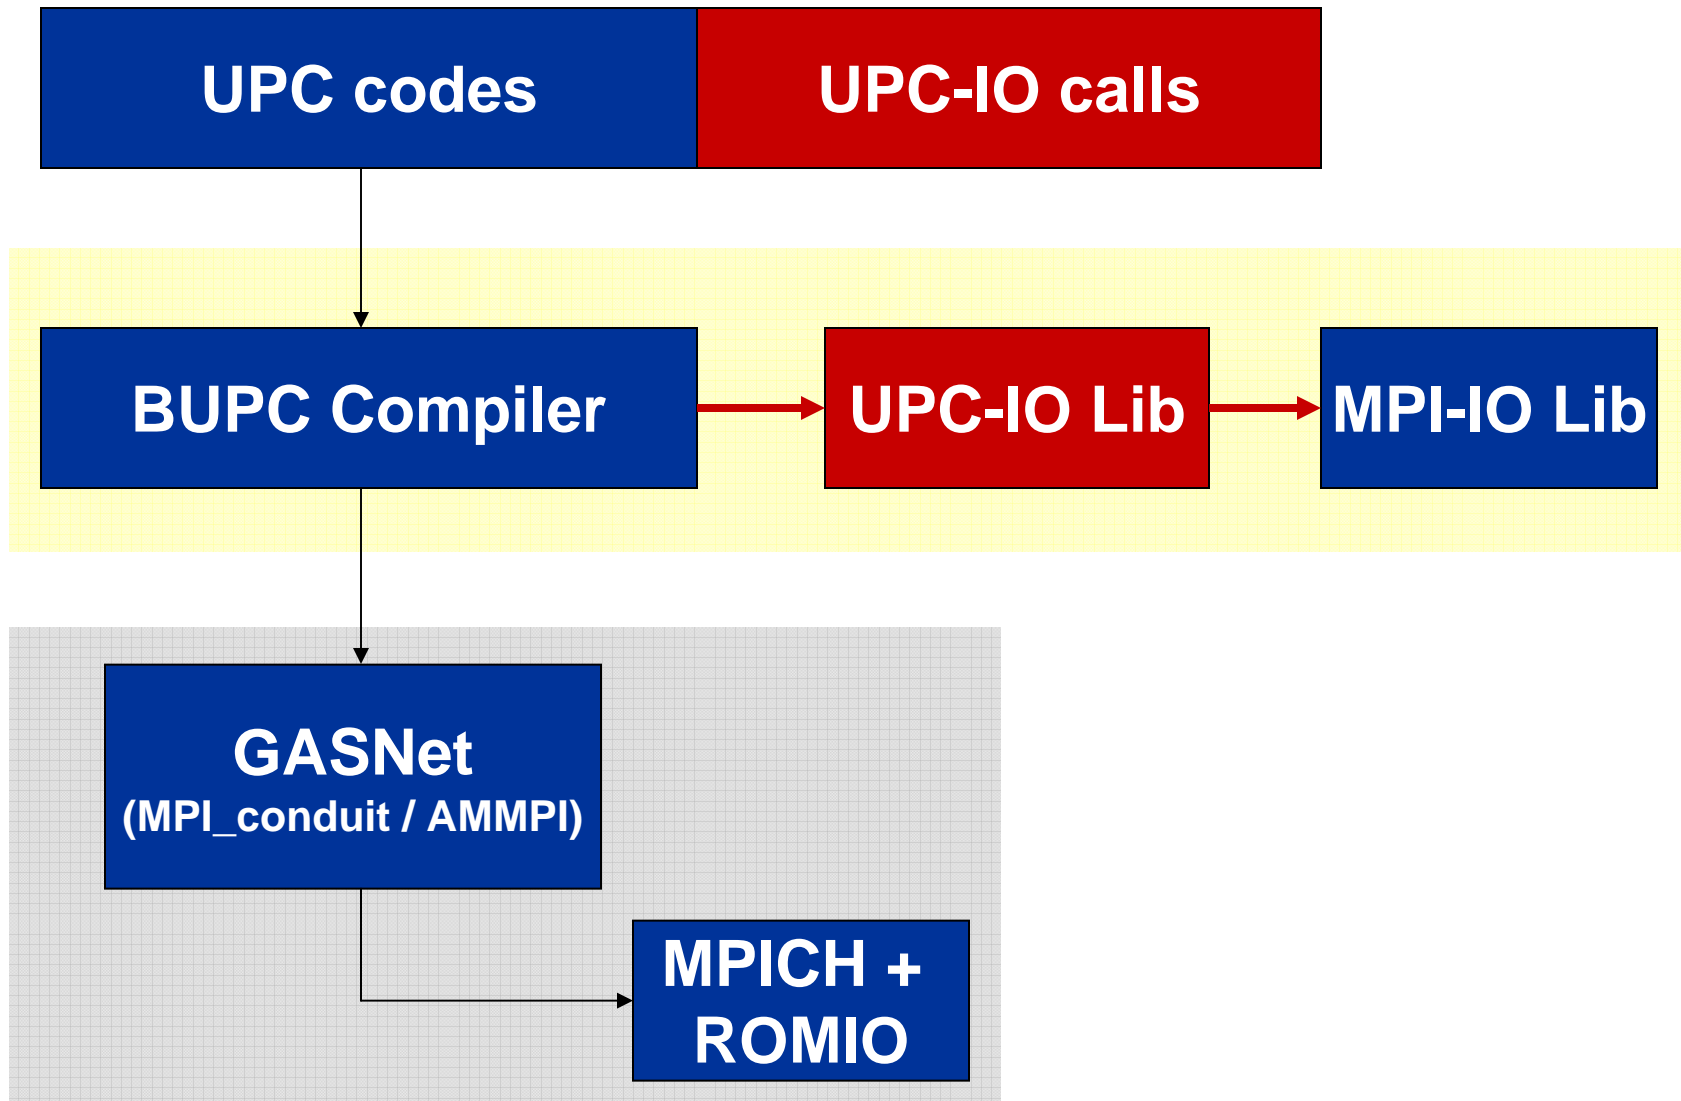 UPC codes
UPC-IO calls
BUPC Compiler
UPC-IO Lib
MPI-IO Lib
GASNet
(MPI_conduit / AMMPI)
MPICH +
ROMIO